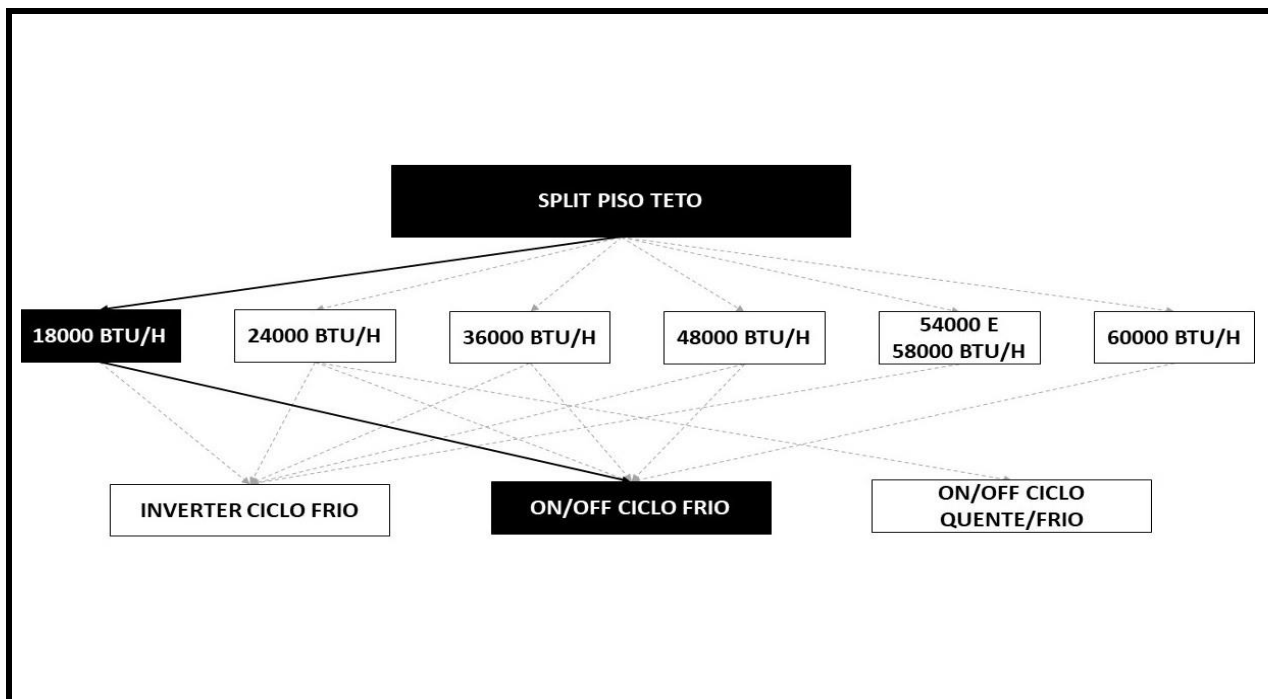 SPLIT PISO TETO
18000 BTU/H
24000 BTU/H
36000 BTU/H
48000 BTU/H
54000 E
58000 BTU/H
60000 BTU/H
INVERTER CICLO FRIO
ON/OFF CICLO FRIO
ON/OFF CICLO
QUENTE/FRIO